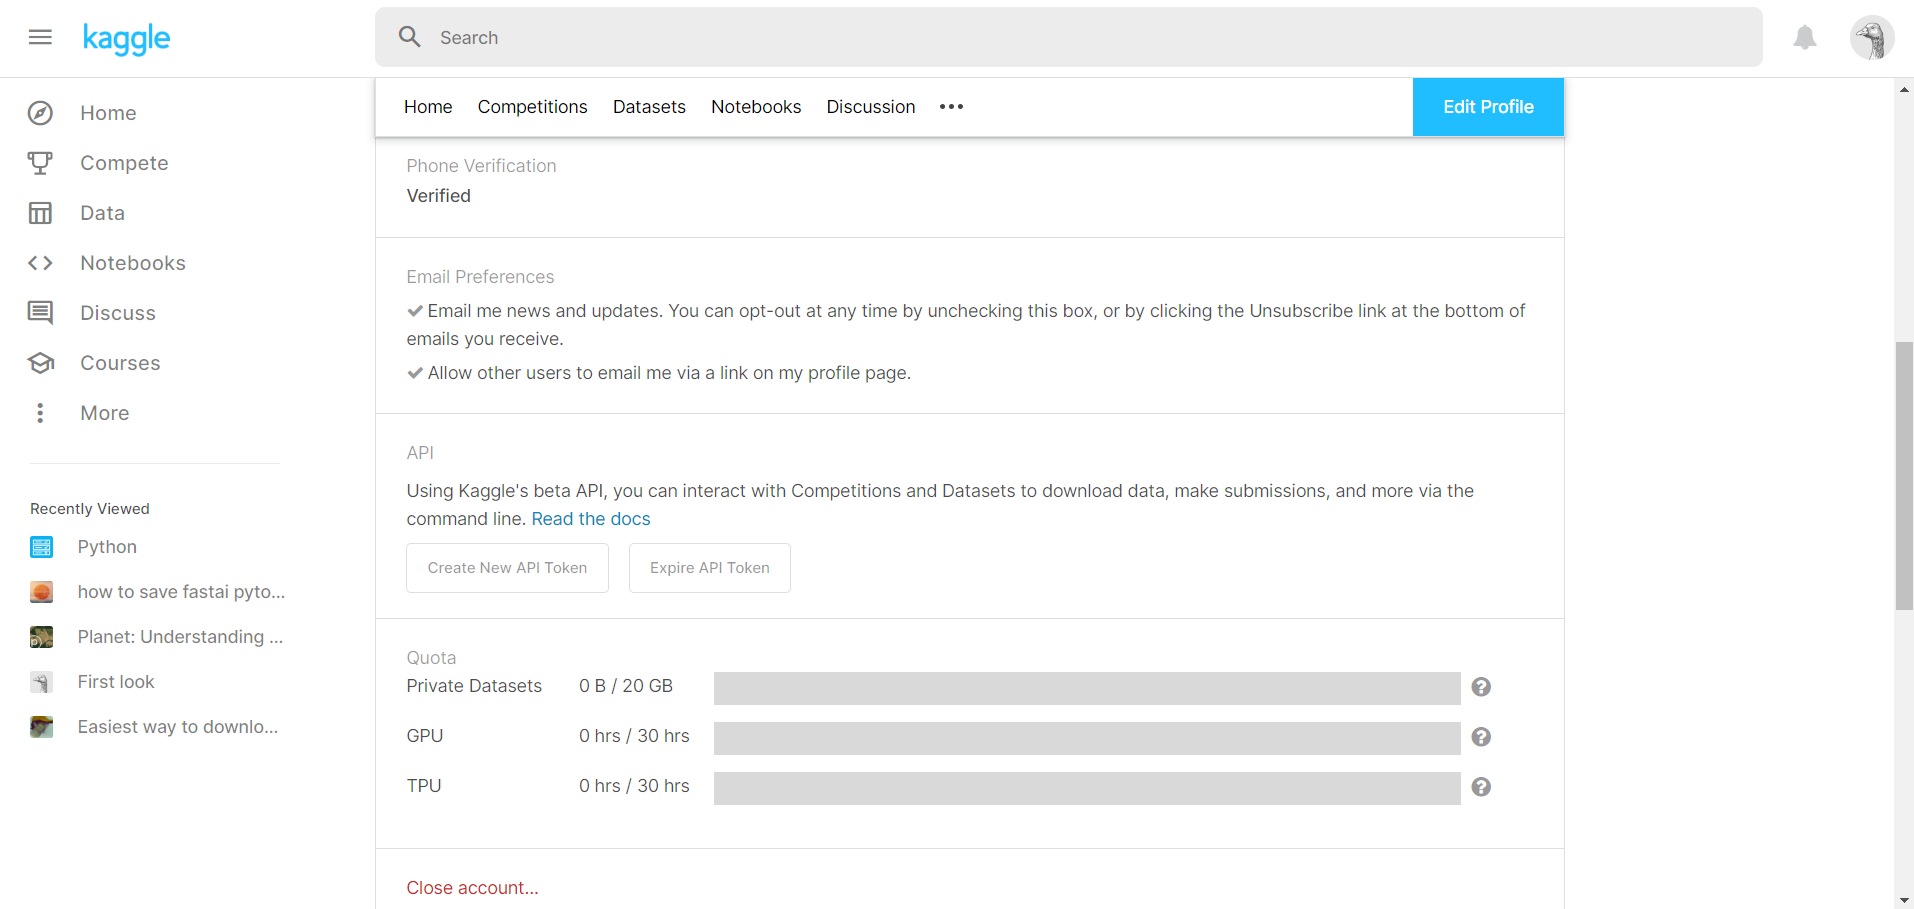 kaggle
Search
Home
Compete
Data
Notebooks
Discuss
Courses
More
Recently Viewed
Python
how to save fastai pyto...
Planet: Understanding ...
First look
Easiest way to downlo...
Home Competitions Datasets Notebooks Discussion ••• Edit Profile
Phone Verification
Verified
Email Preferences
Email me news and updates. You can opt-out at any time by unchecking this box, or by clicking the Unsubscribe link at the bottom of
emails you receive.
Allow other users to email me via a link on my profile page.
API
Using Kaggle's beta API, you can interact with Competitions and Datasets to download data, make submissions, and more via the
command line. Read the docs
Create New API Token Expire API Token
Quota
Private Datasets 0 B / 20 GB ?
GPU 0 hrs / 30 hrs ?
TPU 0 hrs / 30 hrs ?
Close account...